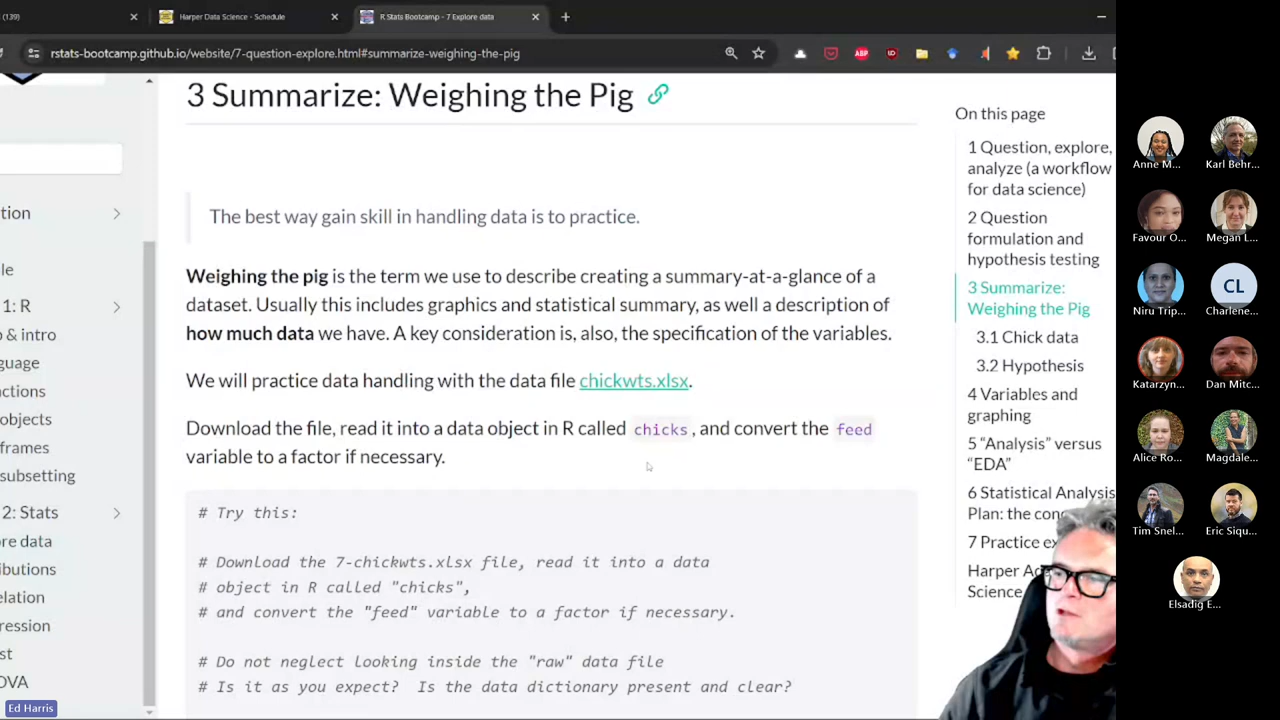 (139)
Harper Data Science - Schedule
R Stats Bootcamp - 7 Explore data
rstats-bootcamp.github.io/website/7-question-explore.html#summarize-weighing-the-pig
ABP
3 Summarize: Weighing the Pig
The best way gain skill in handling data is to practice.
Weighing the pig is the term we use to describe creating a summary-at-a-glance of a
dataset. Usually this includes graphics and statistical summary, as well a description of
how much data we have. A key consideration is, also, the specification of the variables.
We will practice data handling with the data file chickwts.xlsx.
Download the file, read it into a data object in R called chicks, and convert the feed
variable to a factor if necessary.
# Try this:
# Download the 7-chickwts.xlsx file, read it into a data
# object in R called "chicks",
# and convert the "feed" variable to a factor if necessary.
# Do not neglect looking inside the "raw" data file
# Is it as you expect?  Is the data dictionary present and clear?
tion
le
1: R
o & intro
guage
ctions
objects
frames
subsetting
2: Stats
ore data
ibutions
elation
ression
st
OVA
Ed Harris
On this page
1 Question, explore,
analyze (a workflow
for data science)
2 Question
formulation and
hypothesis testing
3 Summarize:
Weighing the Pig
3.1 Chick data
3.2 Hypothesis
4 Variables and
graphing
5 “Analysis” versus
“EDA”
6 Statistical Analysis
Plan: the con
7 Practice ex
Harper Ad
Science
Anne M...
Karl Behr...
Favour O...
Megan L...
Niru Trip...
CL
Charlene...
Katarzyn...
Dan Mitc...
Alice Ro...
Magdale...
Tim Snel...
Eric Siqu...
Elsadig E...